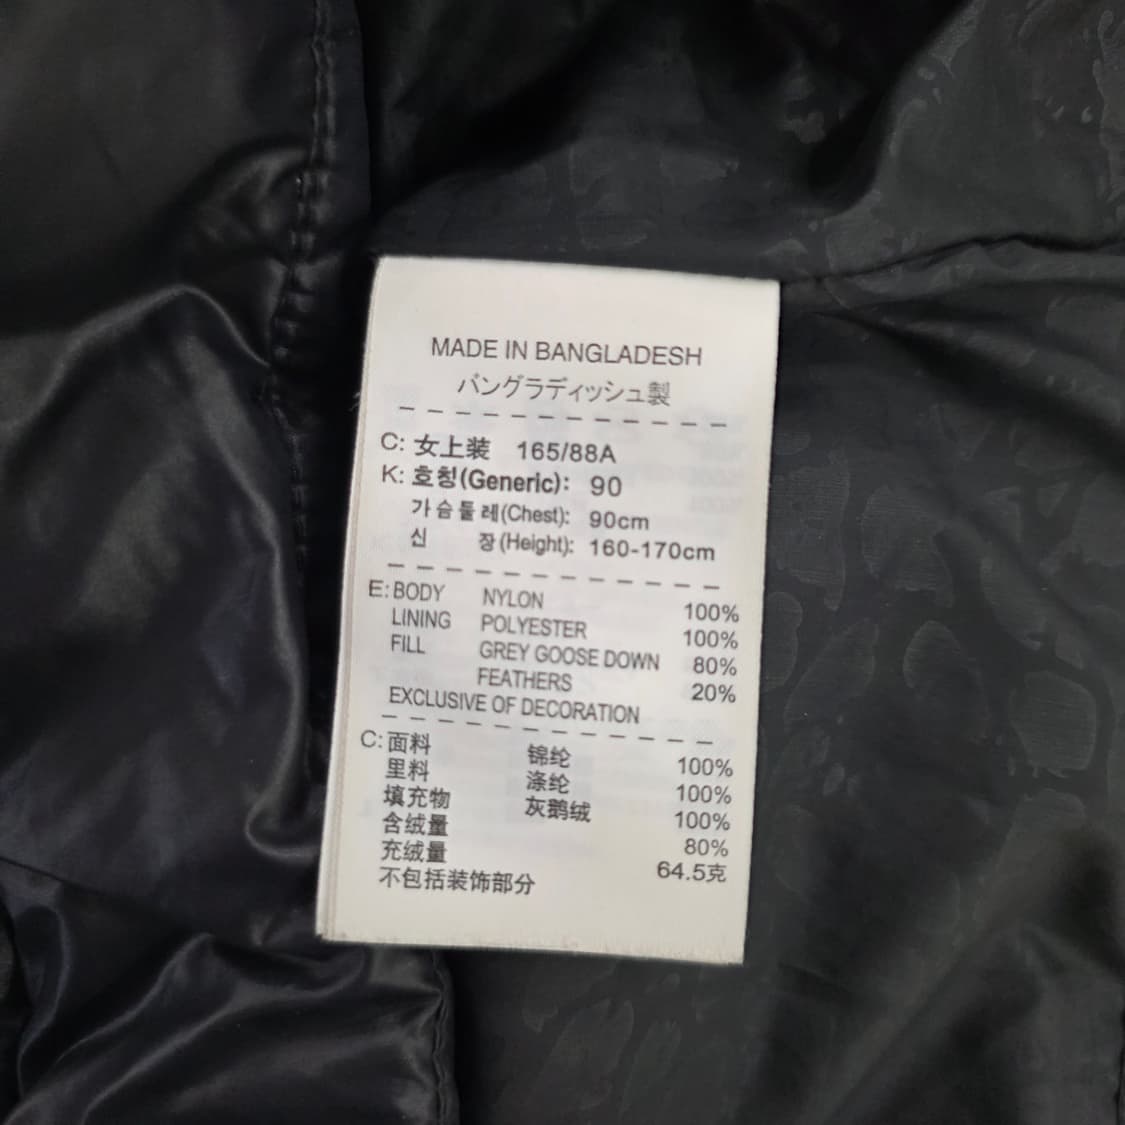 MADE IN BANGLADESH
バングラディッシュ製
C: 女上装 165/88A
K: 호칭(Generic): 90
가슴둘레(Chest): 90cm
신 장(Height): 160-170cm
E: BODY NYLON 100%
LINING POLYESTER 100%
FILL GREY GOOSE DOWN 80%
FEATHERS 20%
EXCLUSIVE OF DECORATION
C: 面料 锦纶 100%
里料 涤纶 100%
填充物 灰鹅绒 100%
含绒量 80%
充绒量 64.5克
不包括装饰部分